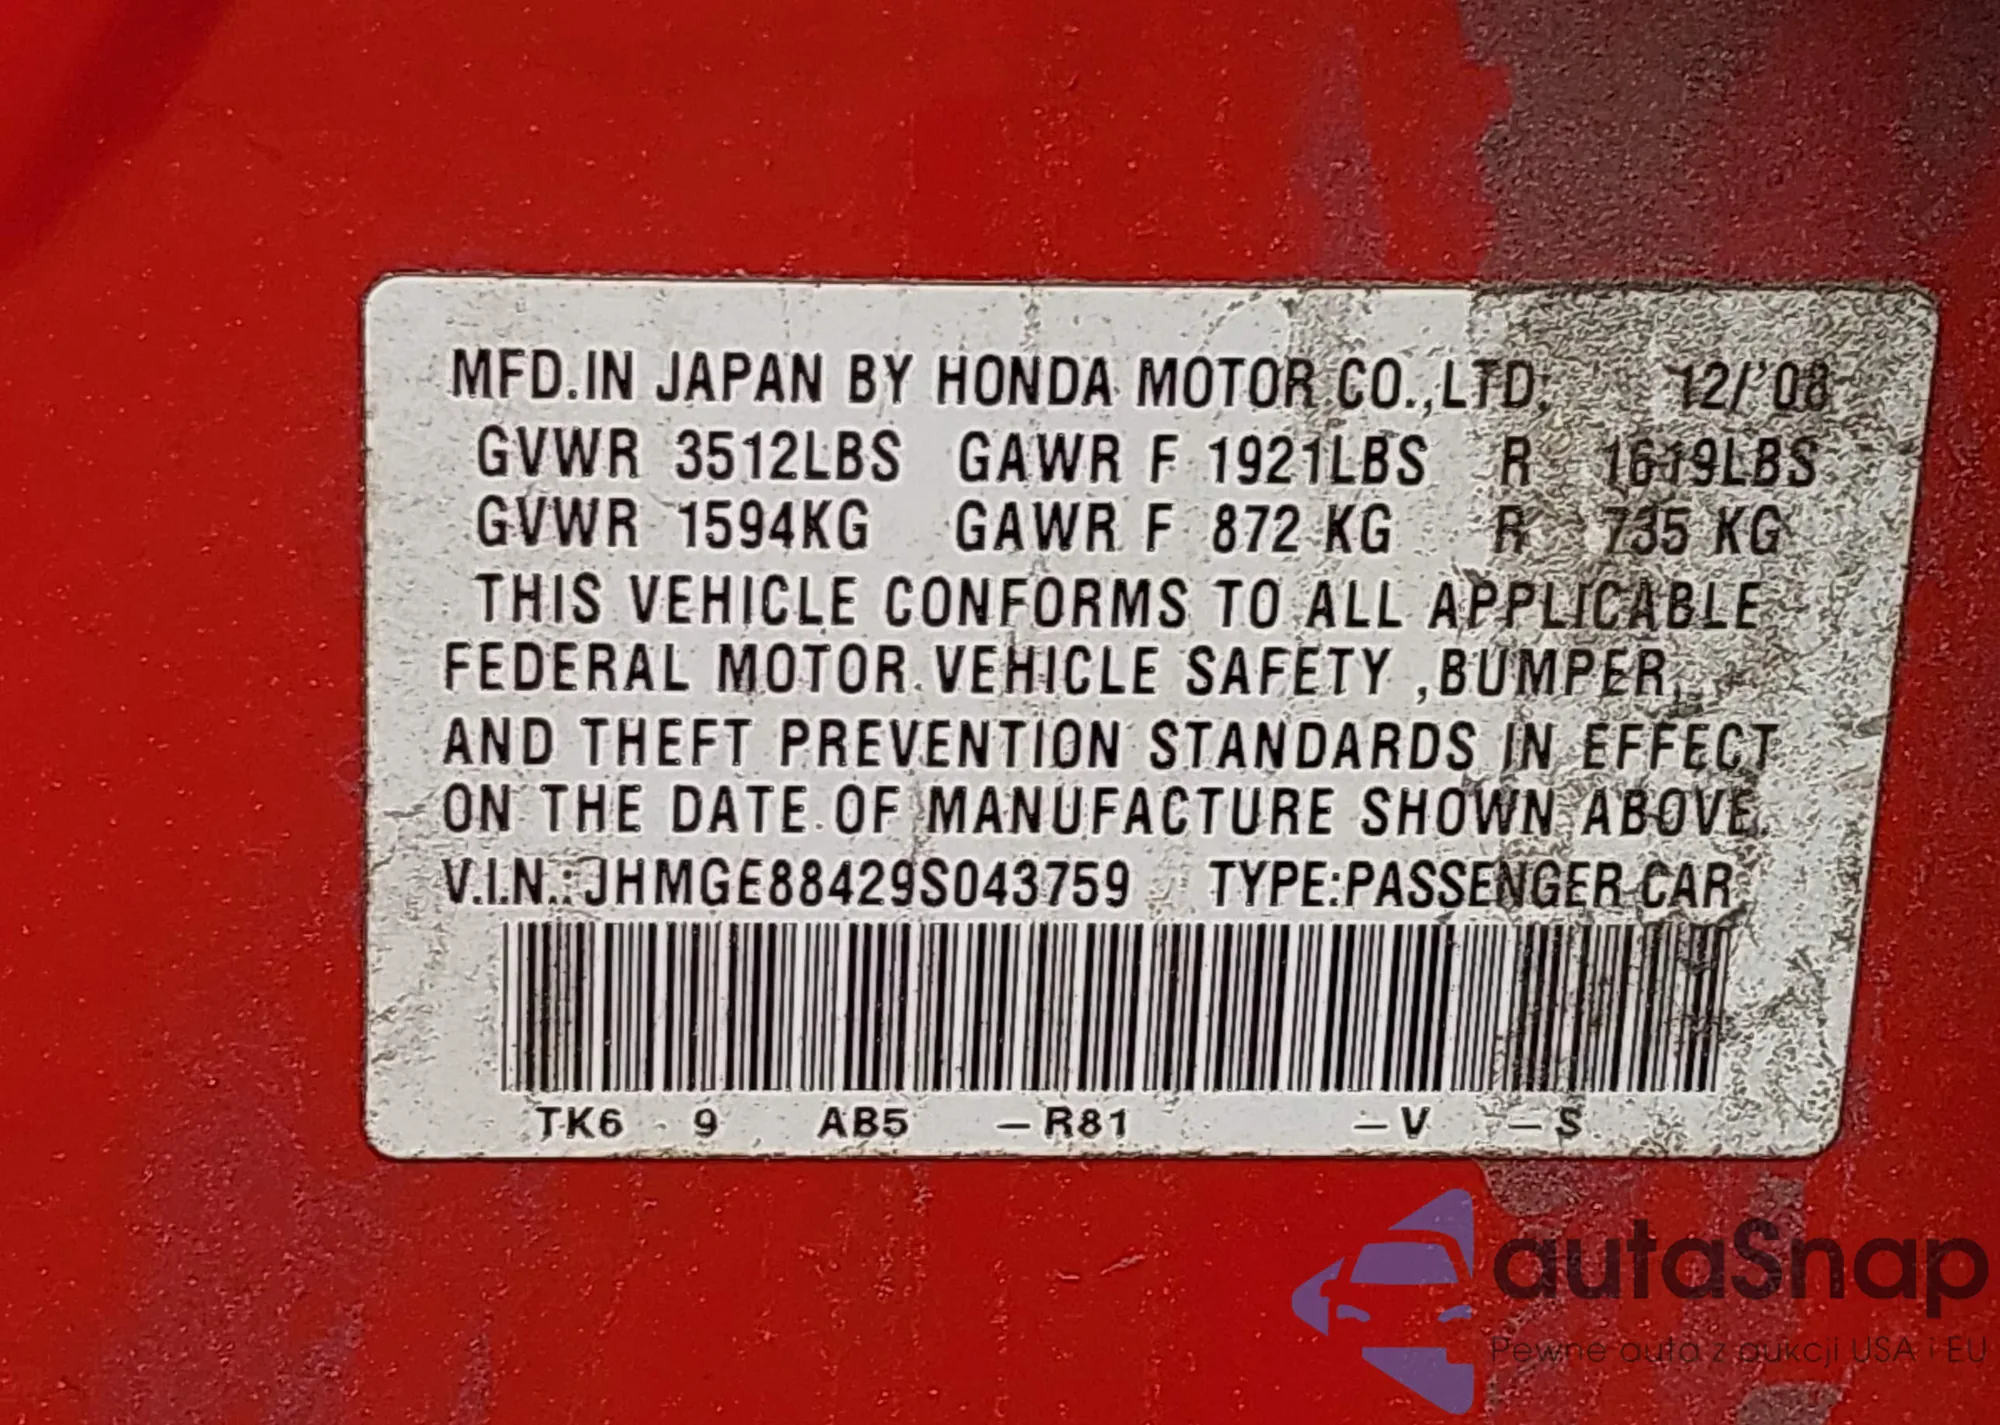 MFD.IN JAPAN BY HONDA MOTOR CO.,LTD. 12/'08
GVWR 3512LBS GAWR F 1921LBS R 1619LBS
GVWR 1594KG GAWR F 872 KG R 735 KG
THIS VEHICLE CONFORMS TO ALL APPLICABLE
FEDERAL MOTOR VEHICLE SAFETY ,BUMPER,
AND THEFT PREVENTION STANDARDS IN EFFECT
ON THE DATE OF MANUFACTURE SHOWN ABOVE.
V.I.N.:JHMGE88429S043759 TYPE:PASSENGER CAR
TK6 9 AB5 –R81 –V –S
autaSnap
Pewne auto z aukcji USA i EU